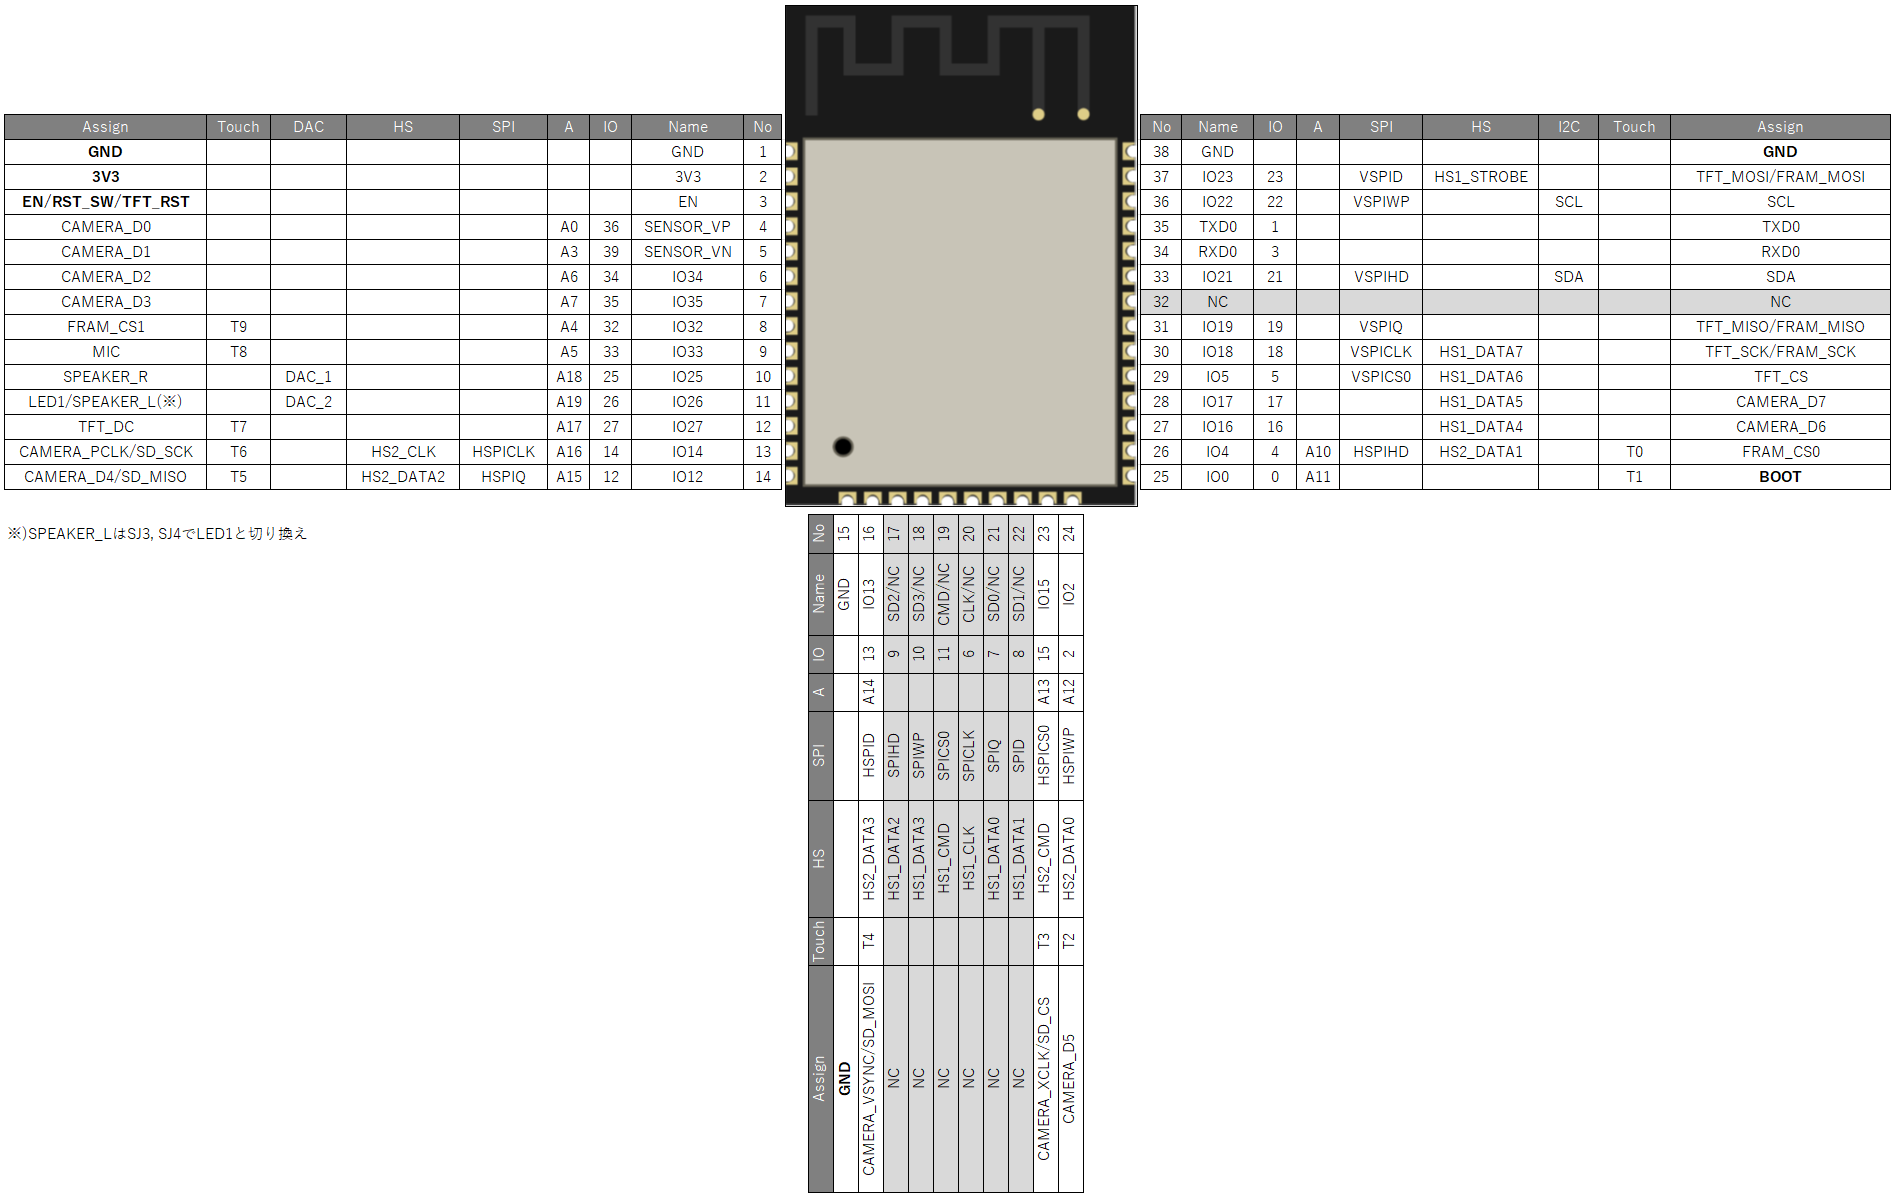 Assign Touch DAC HS SPI A IO Name No
GND GND 1
3V3 3V3 2
EN/RST_SW/TFT_RST EN 3
CAMERA_D0 A0 36 SENSOR_VP 4
CAMERA_D1 A3 39 SENSOR_VN 5
CAMERA_D2 A6 34 IO34 6
CAMERA_D3 A7 35 IO35 7
FRAM_CS1 T9 A4 32 IO32 8
MIC T8 A5 33 IO33 9
SPEAKER_R DAC_1 A18 25 IO25 10
LED1/SPEAKER_L(※) DAC_2 A19 26 IO26 11
TFT_DC T7 A17 27 IO27 12
CAMERA_PCLK/SD_SCK T6 HS2_CLK HSPICLK A16 14 IO14 13
CAMERA_D4/SD_MISO T5 HS2_DATA2 HSPIQ A15 12 IO12 14
※)SPEAKER_LはSJ3, SJ4でLED1と切り換え
No Name IO A SPI HS I2C Touch Assign
38 GND GND
37 IO23 23 VSPID HS1_STROBE TFT_MOSI/FRAM_MOSI
36 IO22 22 VSPIWP SCL SCL
35 TXD0 1 TXD0
34 RXD0 3 RXD0
33 IO21 21 VSPIHD SDA SDA
32 NC NC
31 IO19 19 VSPIQ TFT_MISO/FRAM_MISO
30 IO18 18 VSPICLK HS1_DATA7 TFT_SCK/FRAM_SCK
29 IO5 5 VSPICS0 HS1_DATA6 TFT_CS
28 IO17 17 HS1_DATA5 CAMERA_D7
27 IO16 16 HS1_DATA4 CAMERA_D6
26 IO4 4 A10 HSPIHD HS2_DATA1 T0 FRAM_CS0
25 IO0 0 A11 T1 BOOT
Assign Touch HS SPI A IO Name No
GND GND 15
CAMERA_VSYNC/SD_MOSI T4 HS2_DATA3 HSPID A14 13 IO13 16
NC HS1_DATA2 SPIHD 9 SD2/NC 17
NC HS1_DATA3 SPIWP 10 SD3/NC 18
NC HS1_CMD SPICS0 11 CMD/NC 19
NC HS1_CLK SPICLK 6 CLK/NC 20
NC HS1_DATA0 SPIQ 7 SD0/NC 21
NC HS1_DATA1 SPID 8 SD1/NC 22
CAMERA_XCLK/SD_CS T3 HS2_CMD HSPICS0 A13 15 IO15 23
CAMERA_D5 T2 HS2_DATA0 HSPIWP A12 2 IO2 24